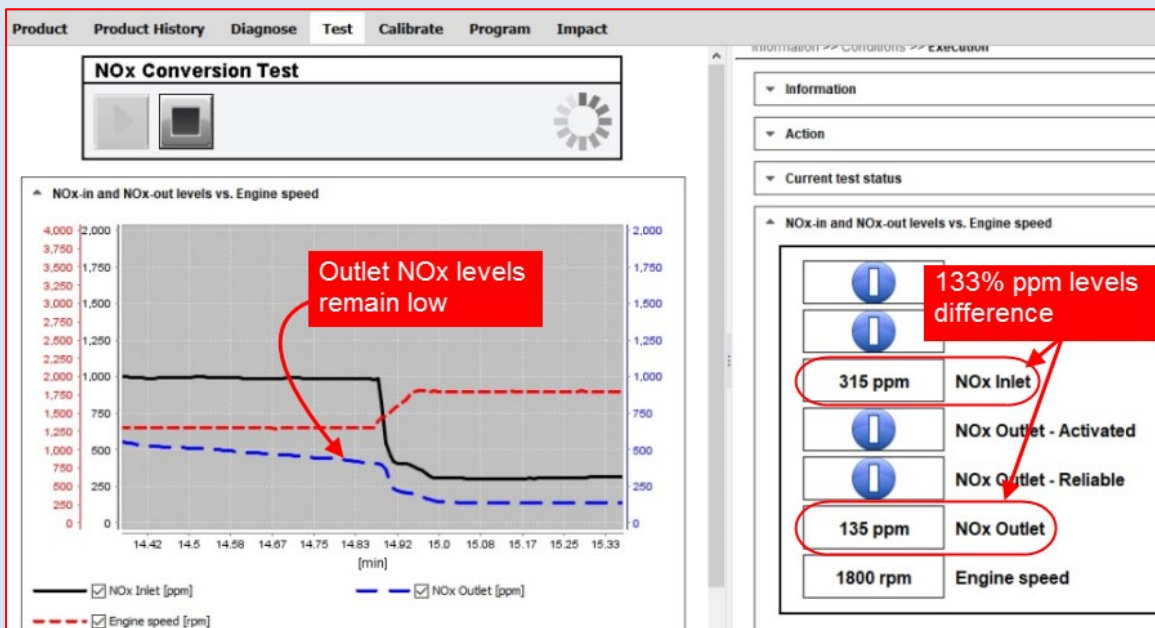 Product Product History Diagnose Test Calibrate Program Impact
NOx Conversion Test
NOx-in and NOx-out levels vs. Engine speed
4,000 2,000 2,000
3,750
3,500 1,750 1,750
3,250
3,000 1,500 1,500
2,750
2,500 1,250 1,250
2,250
2,000 1,000 1,000
1,750
1,500 750 750
1,250
1,000 500 500
750
500 250 250
250
0 0 0
Outlet NOx levels
remain low
14.42 14.5 14.58 14.67 14.75 14.83 14.92 15.0 15.08 15.17 15.25 15.33
[min]
NOx Inlet [ppm] NOx Outlet [ppm]
Engine speed [rpm]
Information >> Conditions >> Execution
Information
Action
Current test status
NOx-in and NOx-out levels vs. Engine speed
133% ppm levels
difference
315 ppm NOx Inlet
NOx Outlet - Activated
NOx Outlet - Reliable
135 ppm NOx Outlet
1800 rpm Engine speed